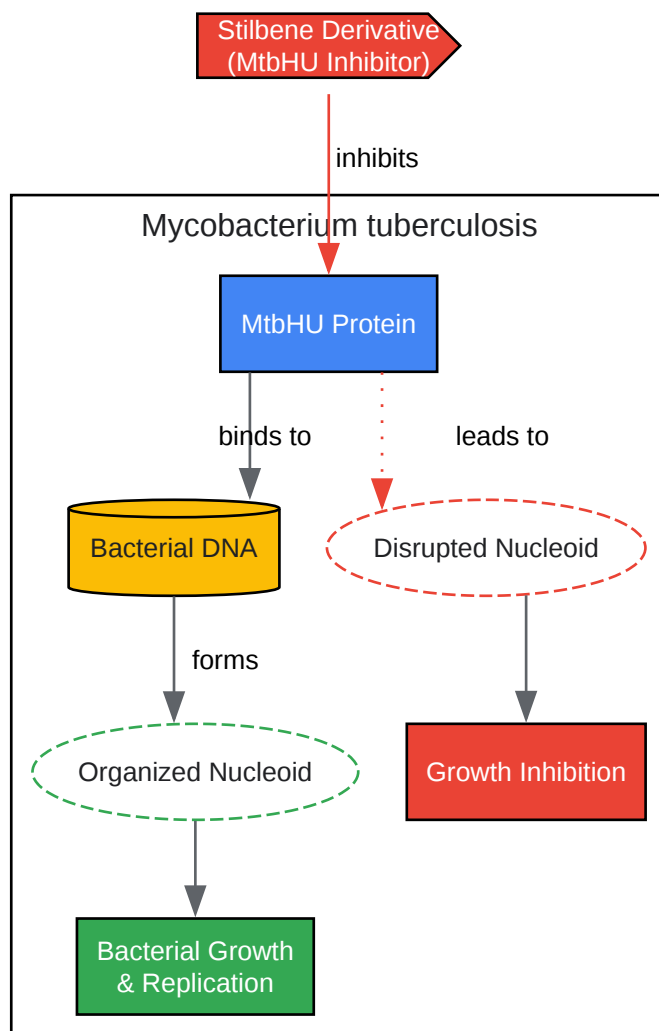 Stilbene Derivative
(MtbHU Inhibitor)
inhibits
Mycobacterium tuberculosis
MtbHU Protein
binds to
leads to
Bacterial DNA
Disrupted Nucleoid
forms
Organized Nucleoid
Growth Inhibition
Bacterial Growth
& Replication